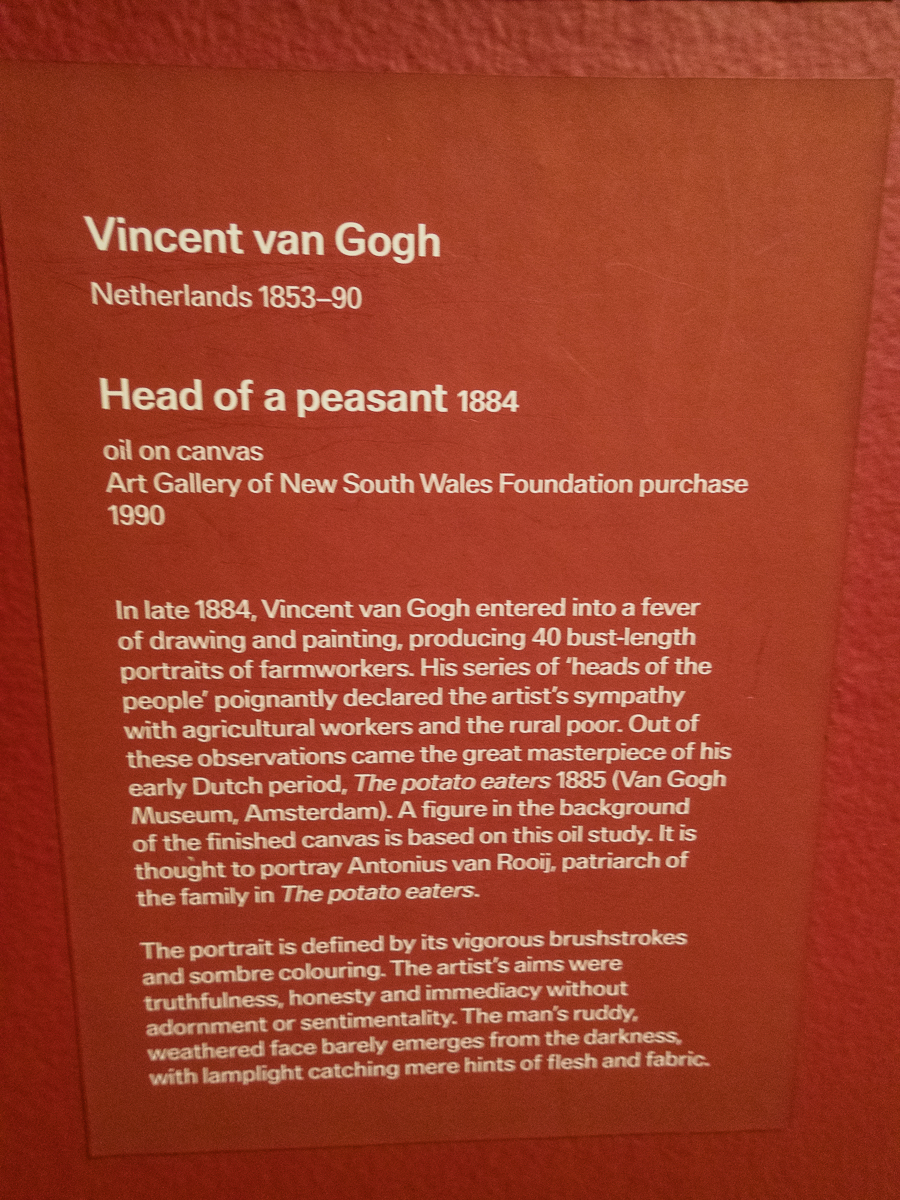 Vincent van Gogh
Netherlands 1853–90
Head of a peasant 1884
oil on canvas
Art Gallery of New South Wales Foundation purchase
1990
In late 1884, Vincent van Gogh entered into a fever
of drawing and painting, producing 40 bust-length
portraits of farmworkers. His series of ‘heads of the
people’ poignantly declared the artist’s sympathy
with agricultural workers and the rural poor. Out of
these observations came the great masterpiece of his
early Dutch period, The potato eaters 1885 (Van Gogh
Museum, Amsterdam). A figure in the background
of the finished canvas is based on this oil study. It is
thought to portray Antonius van Rooij, patriarch of
the family in The potato eaters.
The portrait is defined by its vigorous brushstrokes
and sombre colouring. The artist’s aims were
truthfulness, honesty and immediacy without
adornment or sentimentality. The man’s ruddy,
weathered face barely emerges from the darkness,
with lamplight catching mere hints of flesh and fabric.